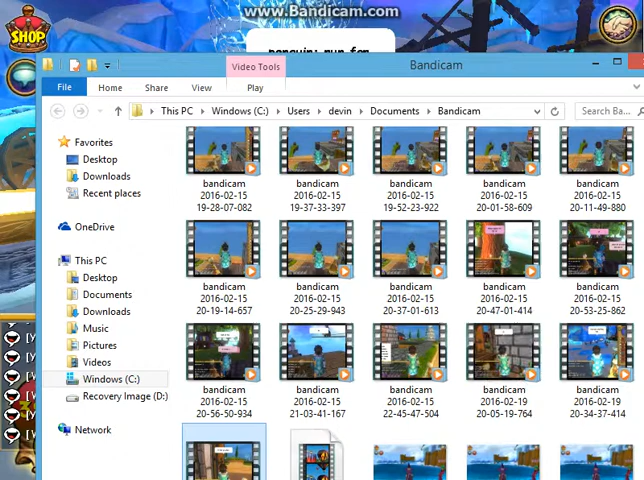 www.Bandicam.com
SHOP
penguin: run for
Video Tools
Bandicam
File
Home
Share
View
Play
This PC
Windows (C:)
Users
devin
Documents
Bandicam
Search Ba...
Favorites
Desktop
Downloads
Recent places
OneDrive
This PC
Desktop
Documents
Downloads
Music
Pictures
Videos
Windows (C:)
Recovery Image (D:)
Network
bandicam
2016-02-15
19-28-07-082
bandicam
2016-02-15
19-37-33-397
bandicam
2016-02-15
19-52-23-922
bandicam
2016-02-15
20-01-58-609
bandicam
2016-02-15
20-11-49-880
bandicam
2016-02-15
20-19-14-657
bandicam
2016-02-15
20-25-29-943
bandicam
2016-02-15
20-37-01-613
bandicam
2016-02-15
20-47-01-414
bandicam
2016-02-15
20-53-25-862
bandicam
2016-02-15
20-56-50-934
bandicam
2016-02-15
21-03-41-167
bandicam
2016-02-15
22-45-47-504
bandicam
2016-02-19
20-05-19-764
bandicam
2016-02-19
20-34-37-414